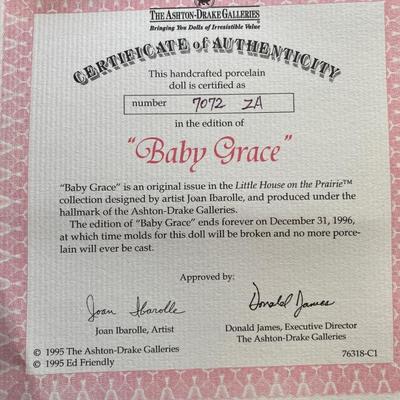 THE ASHTON-DRAKE GALLERIES
Bringing You Dolls of Irresistible Value
CERTIFICATE of AUTHENTICITY
This handcrafted porcelain
doll is certified as
number 7072 ZA
in the edition of
"Baby Grace"
"Baby Grace" is an original issue in the Little House on the Prairie™
collection designed by artist Joan Ibarolle, and produced under the
hallmark of the Ashton-Drake Galleries.
The edition of "Baby Grace" ends forever on December 31, 1996,
at which time molds for this doll will be broken and no more porce-
lain will ever be cast.
Approved by:
Joan Ibarolle Donald James
Joan Ibarolle, Artist Donald James, Executive Director
The Ashton-Drake Galleries
© 1995 The Ashton-Drake Galleries
© 1995 Ed Friendly 76318-C1